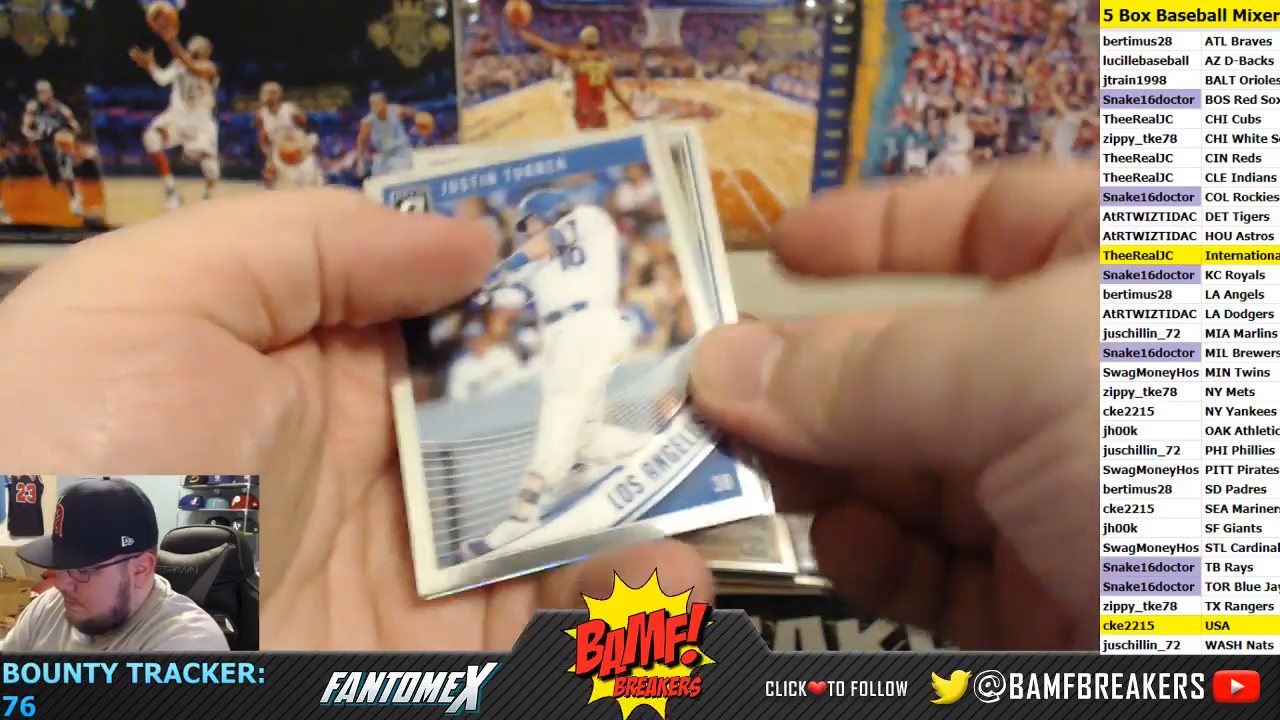 5 Box Baseball Mixer
bertimus28 ATL Braves
lucillebaseball AZ D-Backs
jtrain1998 BALT Orioles
Snake16doctor BOS Red Sox
TheeRealJC CHI Cubs
zippy_tke78 CHI White S
TheeRealJC CIN Reds
TheeRealJC CLE Indians
Snake16doctor COL Rockies
AtRTWIZTIDAC DET Tigers
AtRTWIZTIDAC HOU Astros
TheeRealJC Internationa
Snake16doctor KC Royals
bertimus28 LA Angels
AtRTWIZTIDAC LA Dodgers
juschillin_72 MIA Marlins
Snake16doctor MIL Brewers
SwagMoneyHos MIN Twins
zippy_tke78 NY Mets
cke2215 NY Yankees
jh00k OAK Athletic
juschillin_72 PHI Phillies
SwagMoneyHos PITT Pirates
bertimus28 SD Padres
cke2215 SEA Mariners
jh00k SF Giants
SwagMoneyHos STL Cardinal
Snake16doctor TB Rays
Snake16doctor TOR Blue Jay
zippy_tke78 TX Rangers
cke2215 USA
juschillin_72 WASH Nats
JUSTIN TURNER
10
LOS ANGELE
23
BOUNTY TRACKER:
76
FANTOMEX
BAMF!
BREAKERS
CLICK❤TO FOLLOW
@BAMFBREAKERS